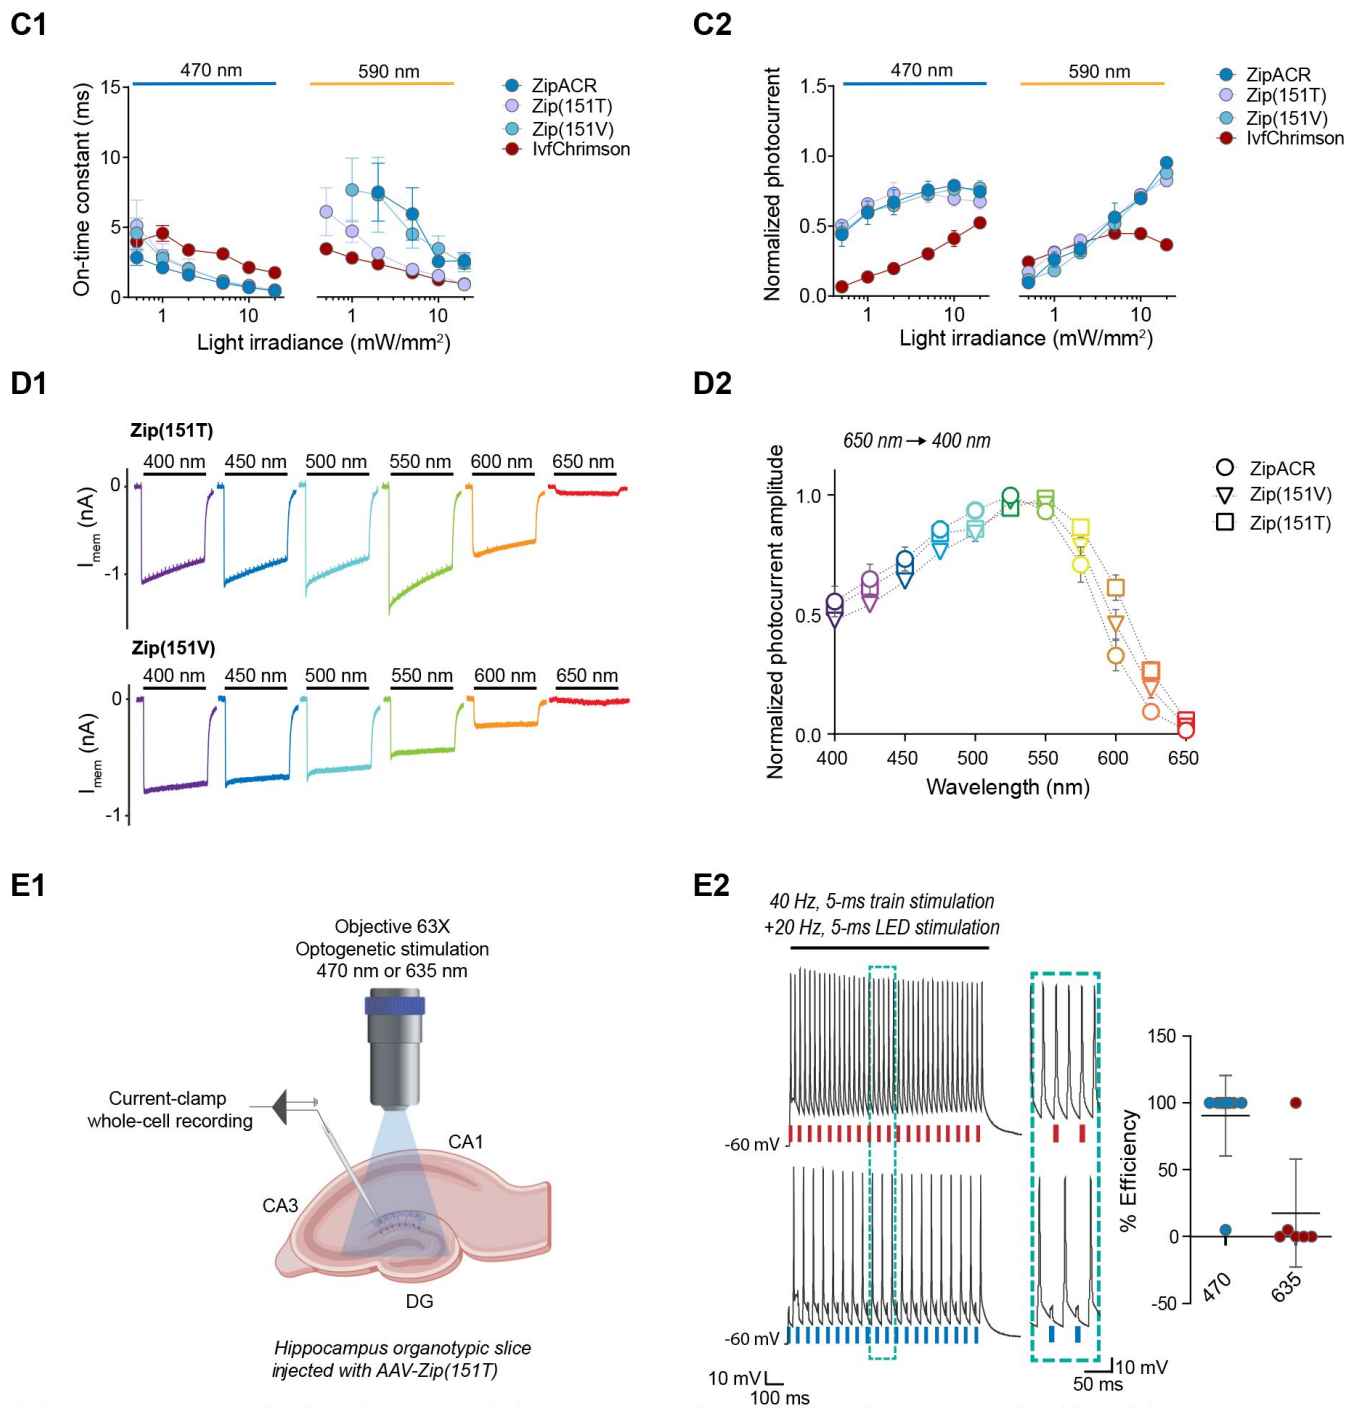 C1
470 nm
590 nm
ZipACR
Zip(151T)
Zip(151V)
IvfChrimson
On-time constant (ms)
15
10
5
0
1
10
1
10
Light irradiance (mW/mm²)
C2
470 nm
590 nm
ZipACR
Zip(151T)
Zip(151V)
IvfChrimson
Normalized photocurrent
1.5
1.0
0.5
0.0
1
10
1
10
Light irradiance (mW/mm²)
D1
Zip(151T)
400 nm
450 nm
500 nm
550 nm
600 nm
650 nm
0
-1
Imem (nA)
Zip(151V)
400 nm
450 nm
500 nm
550 nm
600 nm
650 nm
0
-1
Imem (nA)
D2
650 nm → 400 nm
ZipACR
Zip(151V)
Zip(151T)
Normalized photocurrent amplitude
1.0
0.5
0.0
400
450
500
550
600
650
Wavelength (nm)
E1
Objective 63X
Optogenetic stimulation
470 nm or 635 nm
Current-clamp
whole-cell recording
CA1
CA3
DG
Hippocampus organotypic slice
injected with AAV-Zip(151T)
E2
40 Hz, 5-ms train stimulation
+20 Hz, 5-ms LED stimulation
-60 mV
-60 mV
10 mV
100 ms
10 mV
50 ms
% Efficiency
150
100
50
0
-50
470
635